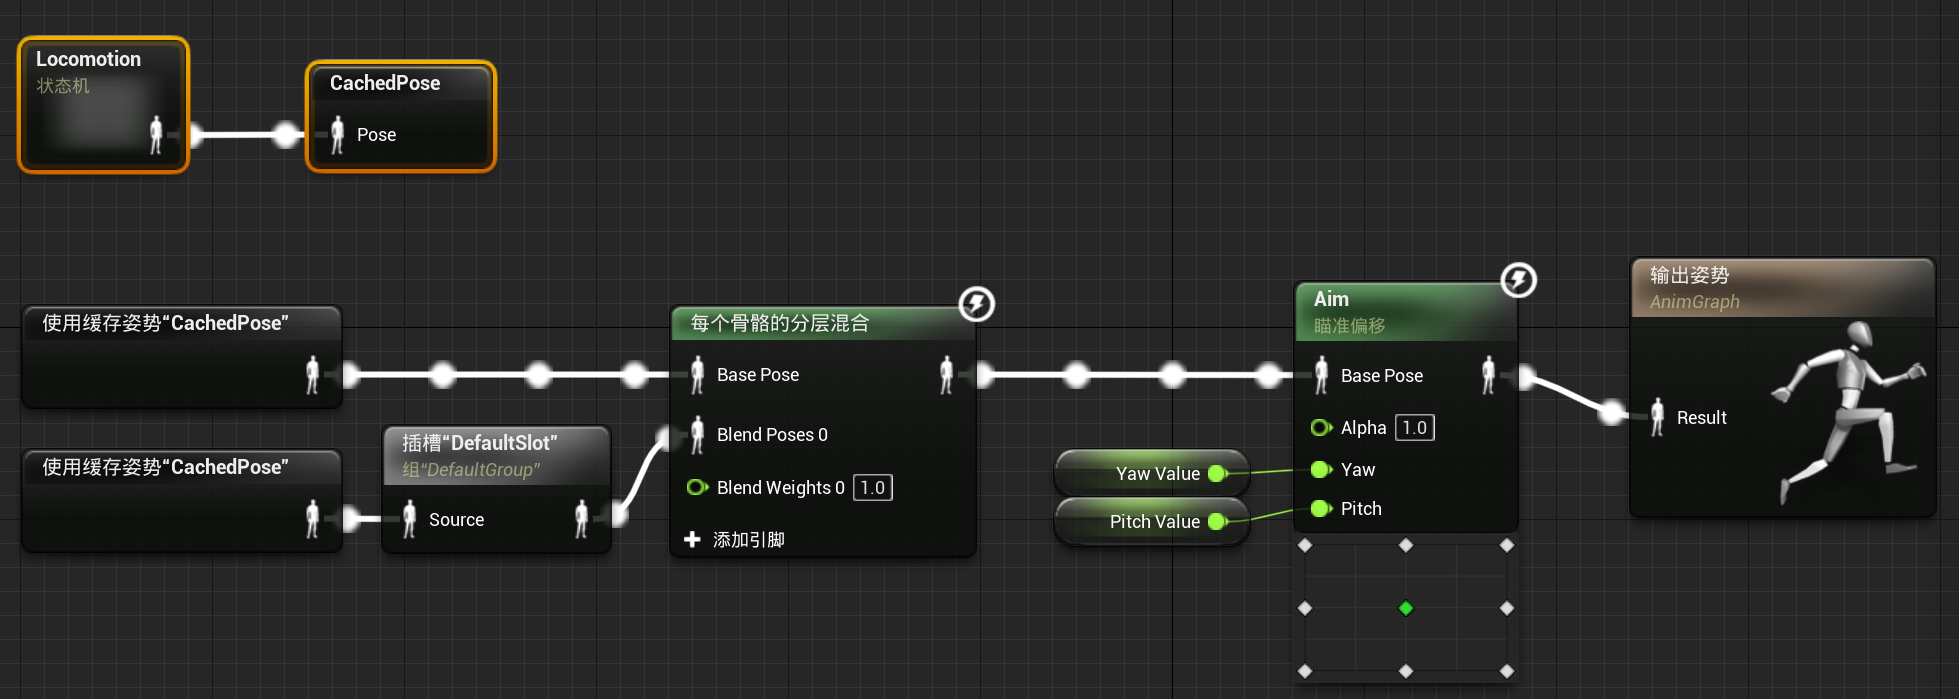 Locomotion
状态机
CachedPose
Pose
使用缓存姿势“CachedPose”
使用缓存姿势“CachedPose”
插槽“DefaultSlot”
组“DefaultGroup”
Source
每个骨骼的分层混合
Base Pose
Blend Poses 0
Blend Weights 0 1.0
添加引脚
Yaw Value
Pitch Value
Aim
瞄准偏移
Base Pose
Alpha 1.0
Yaw
Pitch
输出姿势
AnimGraph
Result